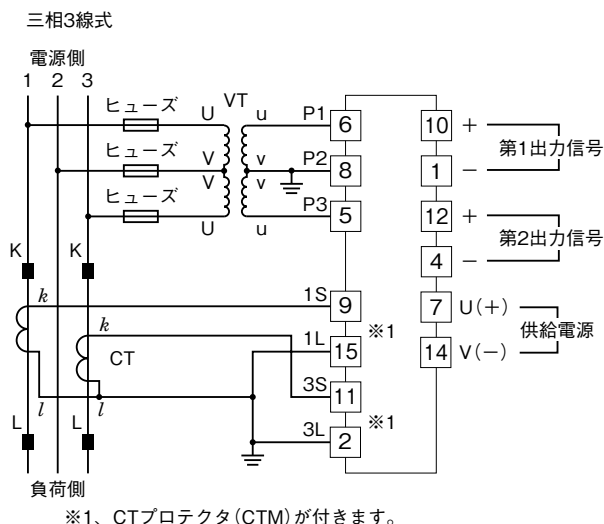 三相3線式
電源側
1 2 3
ヒューズ U VT u P1 6 10 +
第1出力信号
ヒューズ V v P2 8 1 −
V v
ヒューズ U u P3 5 12 +
第2出力信号
4 −
K K
k 1S 9 7 U(+)
※1 供給電源
k 1L 15 14 V(−)
CT
l l 3S 11
※1
L L 3L 2
負荷側
※1、CTプロテクタ(CTM)が付きます。